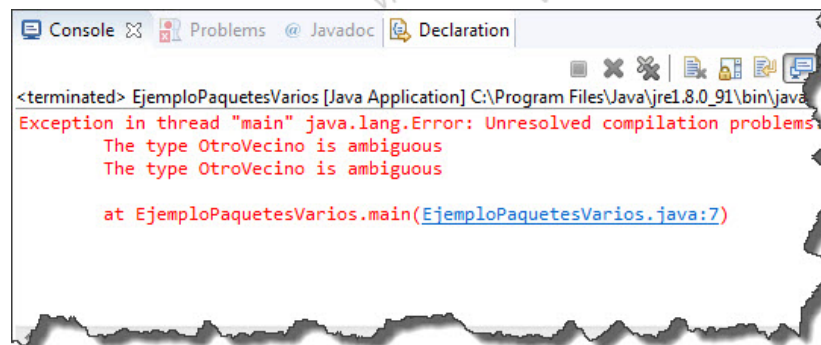 Console Problems @ Javadoc Declaration
<terminated> EjemploPaquetesVarios [Java Application] C:\Program Files\Java\jre1.8.0_91\bin\java
Exception in thread "main" java.lang.Error: Unresolved compilation problems:
The type OtroVecino is ambiguous
The type OtroVecino is ambiguous
at EjemploPaquetesVarios.main(EjemploPaquetesVarios.java:7)